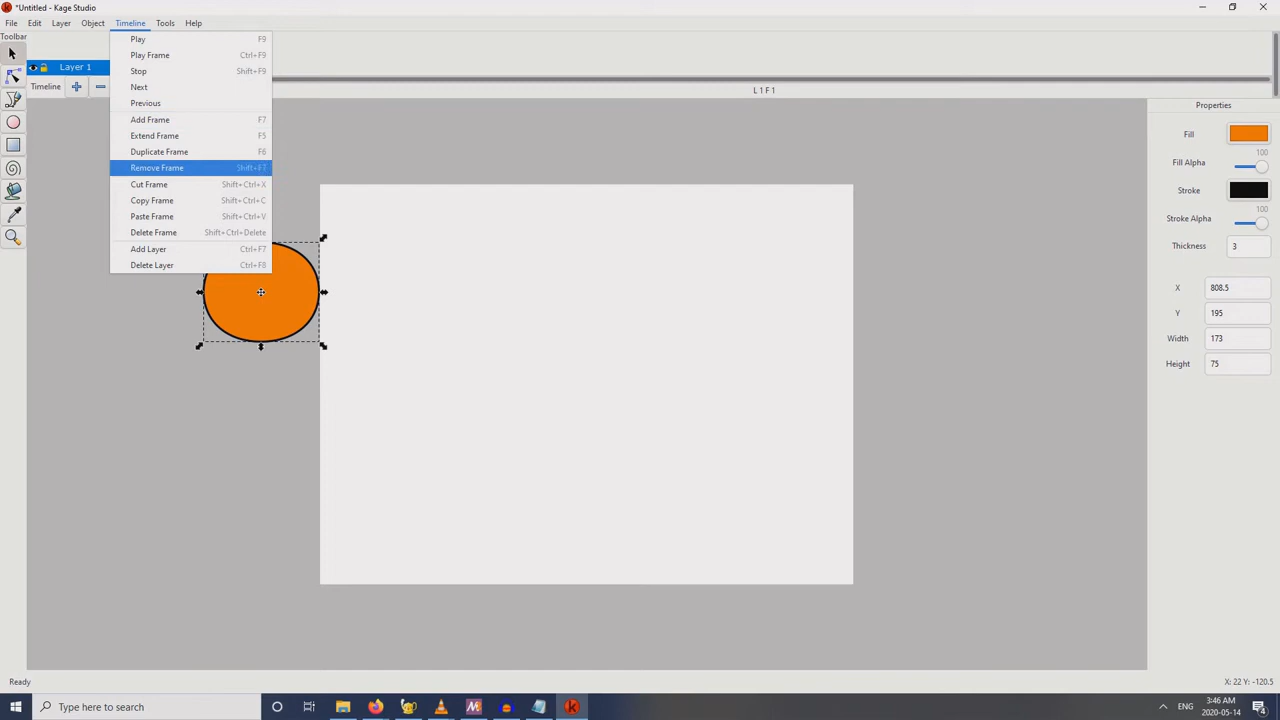 *Untitled - Kage Studio
File Edit Layer Object Timeline Tools Help
Toolbar
Play F9
Play Frame Ctrl+F9
Layer 1
Stop Shift+F9
Timeline
Next
L 1 F 1
Previous
Properties
Add Frame F7
Extend Frame F5
Fill
Duplicate Frame F6
100
Fill Alpha
Remove Frame Shift+F7
Cut Frame Shift+Ctrl+X
Stroke
Copy Frame Shift+Ctrl+C
100
Paste Frame Shift+Ctrl+V
Stroke Alpha
Delete Frame Shift+Ctrl+Delete
Thickness 3
Add Layer Ctrl+F7
Delete Layer Ctrl+F8
X 808.5
Y 195
Width 173
Height 75
Ready
X: 22 Y: -120.5
Type here to search
ENG
3:46 AM
2020-05-14
4